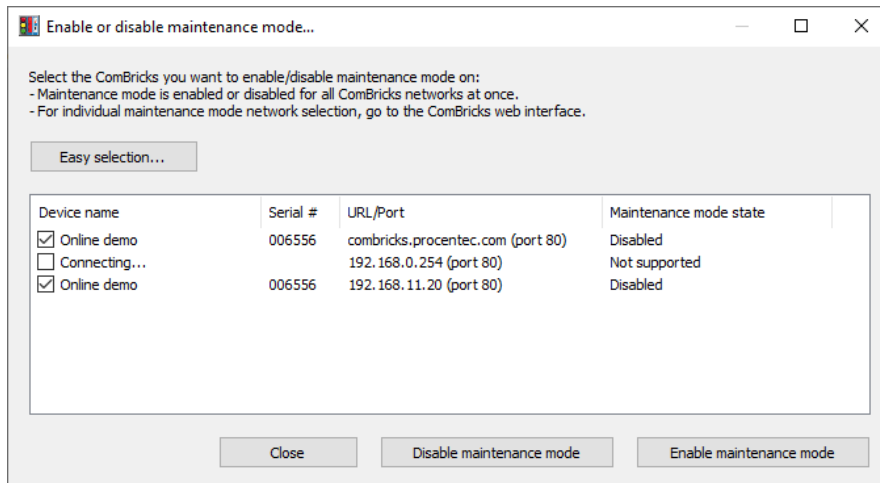 Enable or disable maintenance mode...
Select the ComBricks you want to enable/disable maintenance mode on:
- Maintenance mode is enabled or disabled for all ComBricks networks at once.
- For individual maintenance mode network selection, go to the ComBricks web interface.
Easy selection...
Device name Serial # URL/Port Maintenance mode state
Online demo 006556 combricks.procentec.com (port 80) Disabled
Connecting... 192.168.0.254 (port 80) Not supported
Online demo 006556 192.168.11.20 (port 80) Disabled
Close Disable maintenance mode Enable maintenance mode